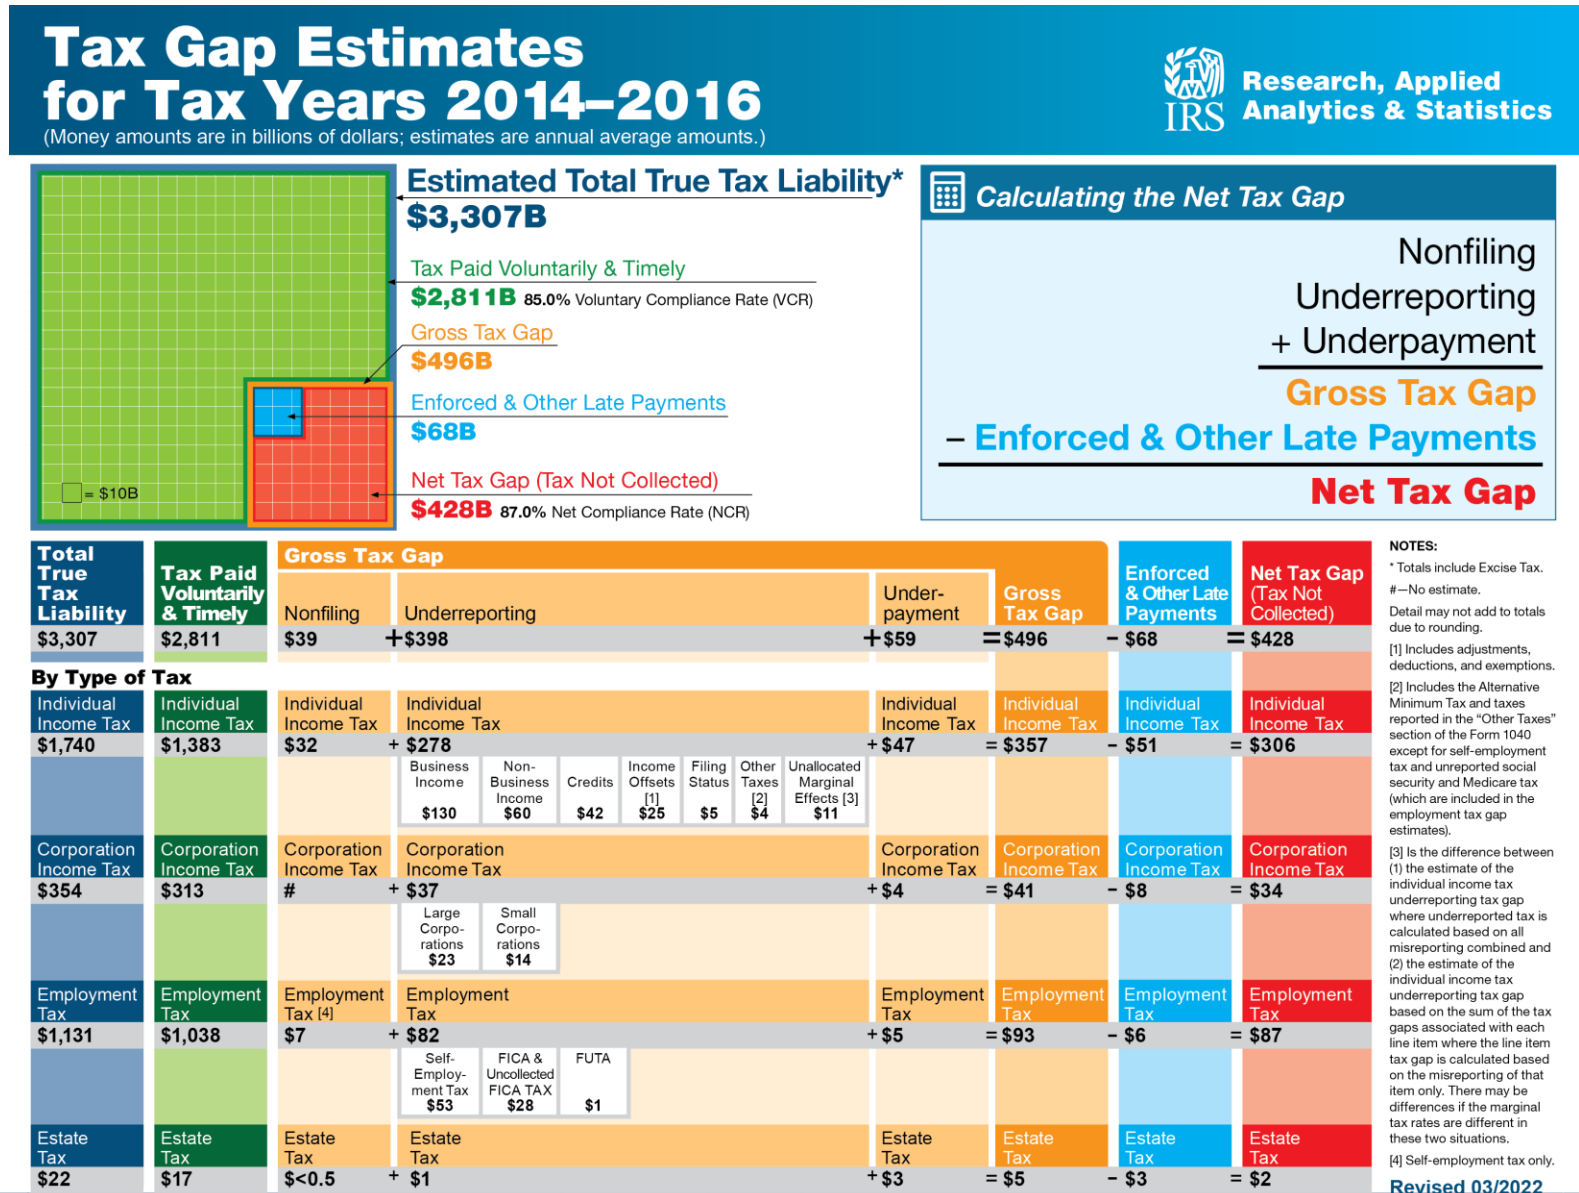 Tax Gap Estimates
for Tax Years 2014–2016
(Money amounts are in billions of dollars; estimates are annual average amounts.)
IRS
Research, Applied
Analytics & Statistics
Estimated Total True Tax Liability*
$3,307B
Tax Paid Voluntarily & Timely
$2,811B 85.0% Voluntary Compliance Rate (VCR)
Gross Tax Gap
$496B
Enforced & Other Late Payments
$68B
Net Tax Gap (Tax Not Collected)
$428B 87.0% Net Compliance Rate (NCR)
= $10B
Calculating the Net Tax Gap
Nonfiling
Underreporting
+ Underpayment
Gross Tax Gap
– Enforced & Other Late Payments
Net Tax Gap
Total
True
Tax
Liability
$3,307
Tax Paid
Voluntarily
& Timely
$2,811
Gross Tax Gap
Nonfiling
$39
Underreporting
+ $398
Under-
payment
+ $59
Gross
Tax Gap
= $496
Enforced
& Other Late
Payments
– $68
Net Tax Gap
(Tax Not
Collected)
= $428
By Type of Tax
Individual
Income Tax
$1,740
Individual
Income Tax
$1,383
Individual
Income Tax
$32
Individual
Income Tax
+ $278
Individual
Income Tax
+ $47
Individual
Income Tax
= $357
Individual
Income Tax
– $51
Individual
Income Tax
= $306
Business
Income
$130
Non-
Business
Income
$60
Credits
$42
Income
Offsets
[1]
$25
Filing
Status
$5
Other
Taxes
[2]
$4
Unallocated
Marginal
Effects [3]
$11
Corporation
Income Tax
$354
Corporation
Income Tax
$313
Corporation
Income Tax
#
Corporation
Income Tax
+ $37
Corporation
Income Tax
+ $4
Corporation
Income Tax
= $41
Corporation
Income Tax
– $8
Corporation
Income Tax
= $34
Large
Corpo-
rations
$23
Small
Corpo-
rations
$14
Employment
Tax
$1,131
Employment
Tax
$1,038
Employment
Tax [4]
$7
Employment
Tax
+ $82
Employment
Tax
+ $5
Employment
Tax
= $93
Employment
Tax
– $6
Employment
Tax
= $87
Self-
Employ-
ment Tax
$53
FICA &
Uncollected
FICA TAX
$28
FUTA
$1
Estate
Tax
$22
Estate
Tax
$17
Estate
Tax
$<0.5
Estate
Tax
+ $1
Estate
Tax
+ $3
Estate
Tax
= $5
Estate
Tax
– $3
Estate
Tax
= $2
NOTES:
* Totals include Excise Tax.
#—No estimate.
Detail may not add to totals
due to rounding.
[1] Includes adjustments,
deductions, and exemptions.
[2] Includes the Alternative
Minimum Tax and taxes
reported in the “Other Taxes”
section of the Form 1040
except for self-employment
tax and unreported social
security and Medicare tax
(which are included in the
employment tax gap
estimates).
[3] Is the difference between
(1) the estimate of the
individual income tax
underreporting tax gap
where underreported tax is
calculated based on all
misreporting combined and
(2) the estimate of the
individual income tax
underreporting tax gap
based on the sum of the tax
gaps associated with each
line item where the line item
tax gap is calculated based
on the misreporting of that
item only. There may be
differences if the marginal
tax rates are different in
these two situations.
[4] Self-employment tax only.
Revised 03/2022